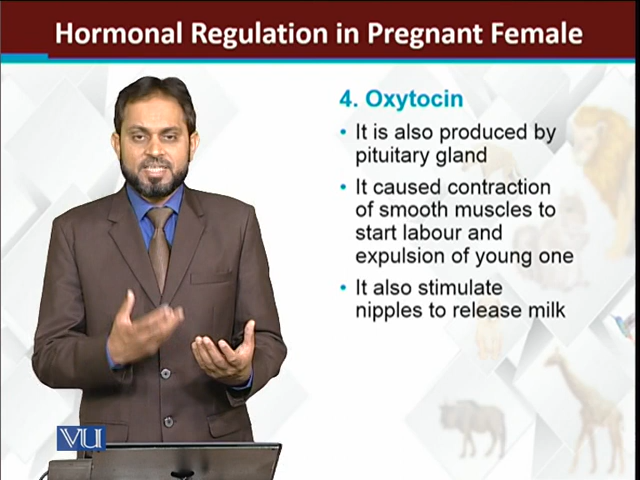 Hormonal Regulation in Pregnant Female
4. Oxytocin
• It is also produced by
pituitary gland
• It caused contraction
of smooth muscles to
start labour and
expulsion of young one
• It also stimulate
nipples to release milk
VU